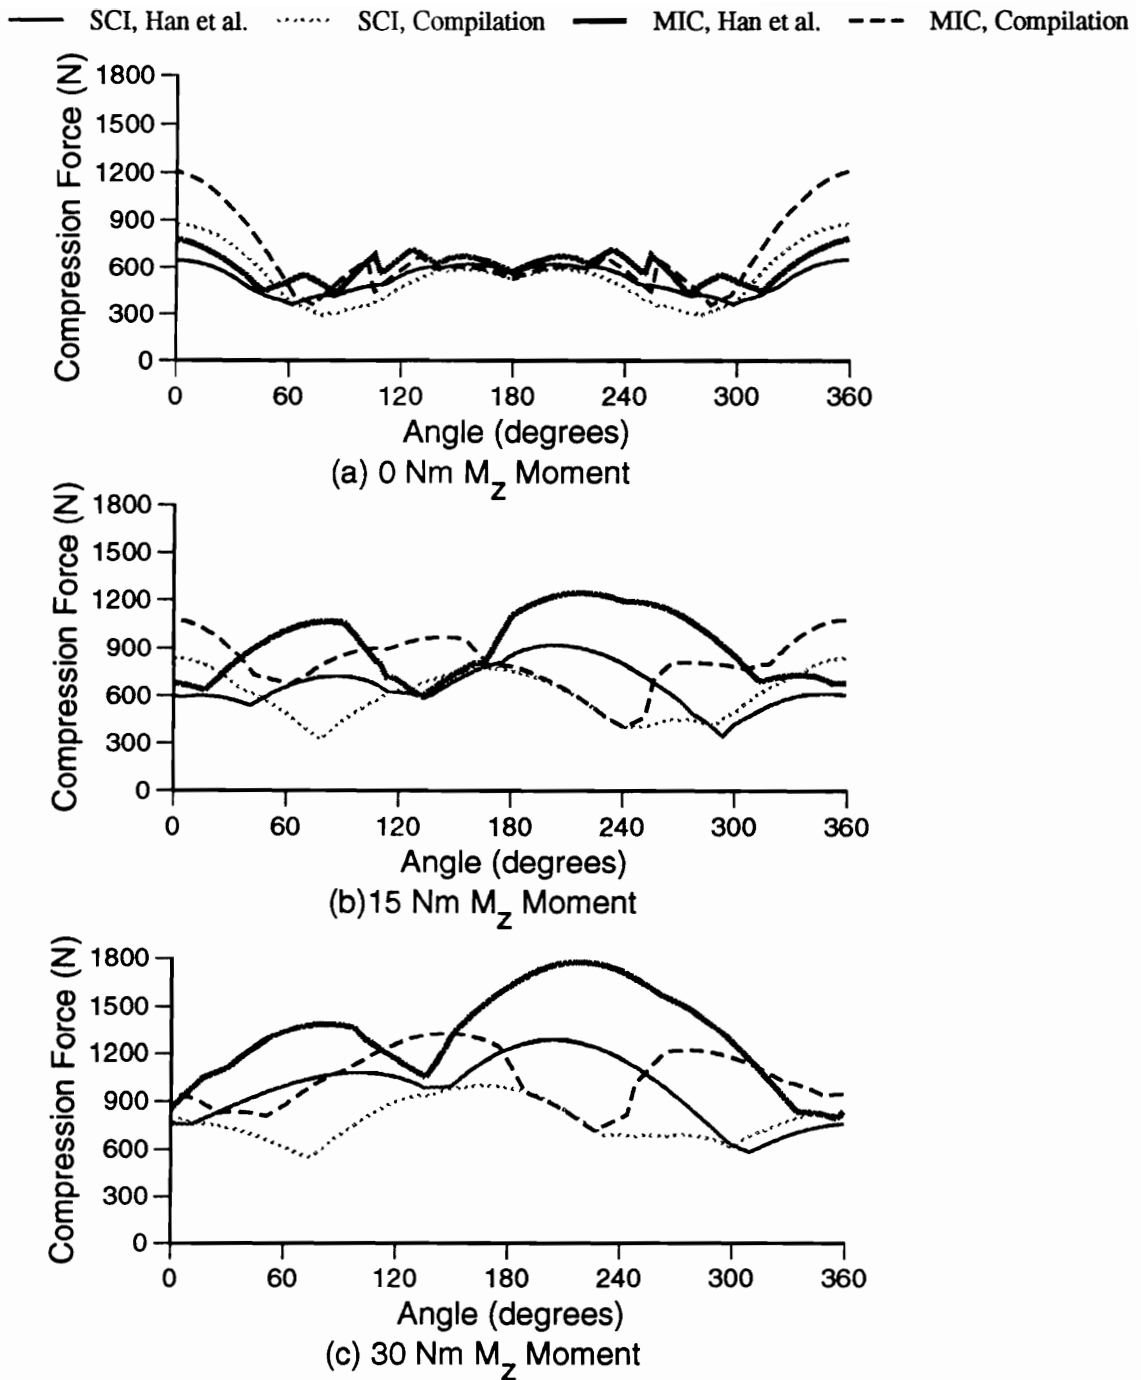 SCI, Han et al. SCI, Compilation MIC, Han et al. MIC, Compilation
Compression Force (N)
1800
1500
1200
900
600
300
0
0 60 120 180 240 300 360
Angle (degrees)
(a) 0 Nm Mz Moment
Compression Force (N)
1800
1500
1200
900
600
300
0
0 60 120 180 240 300 360
Angle (degrees)
(b)15 Nm Mz Moment
Compression Force (N)
1800
1500
1200
900
600
300
0
0 60 120 180 240 300 360
Angle (degrees)
(c) 30 Nm Mz Moment